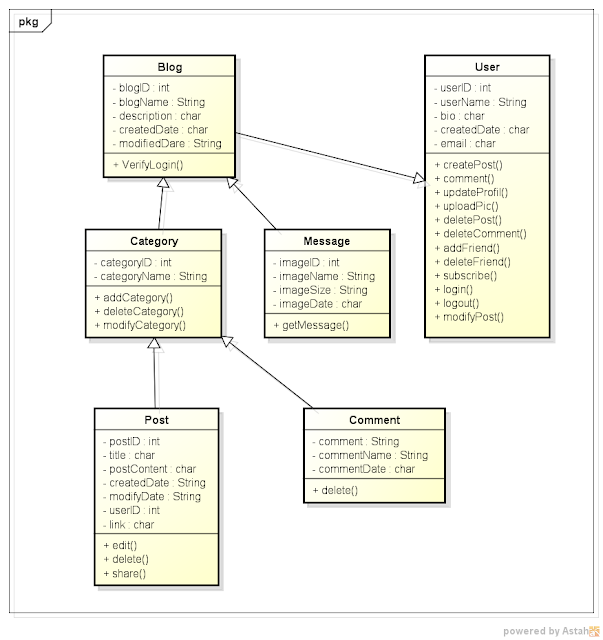 pkg
Blog
- blogID : int
- blogName : String
- description : char
- createdDate : char
- modifiedDare : String
+ VerifyLogin()
User
- userID : int
- userName : String
- bio : char
- createdDate : char
- email : char
+ createPost()
+ comment()
+ updateProfil()
+ uploadPic()
+ deletePost()
+ deleteComment()
+ addFriend()
+ deleteFriend()
+ subscribe()
+ login()
+ logout()
+ modifyPost()
Category
- categoryID : int
- categoryName : String
+ addCategory()
+ deleteCategory()
+ modifyCategory()
Message
- imageID : int
- imageName : String
- imageSize : String
- imageDate : char
+ getMessage()
Post
- postID : int
- title : char
- postContent : char
- createdDate : String
- modifyDate : String
- userID : int
- link : char
+ edit()
+ delete()
+ share()
Comment
- comment : String
- commentName : String
- commentDate : char
+ delete()
powered by Astah